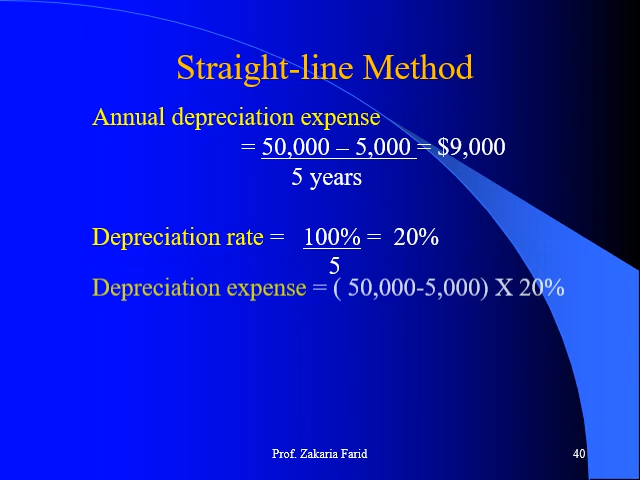 Straight-line Method
Annual depreciation expense
= 50,000 – 5,000 = $9,000
5 years
Depreciation rate = 100% = 20%
5
Depreciation expense = ( 50,000-5,000) X 20%
Prof. Zakaria Farid
40